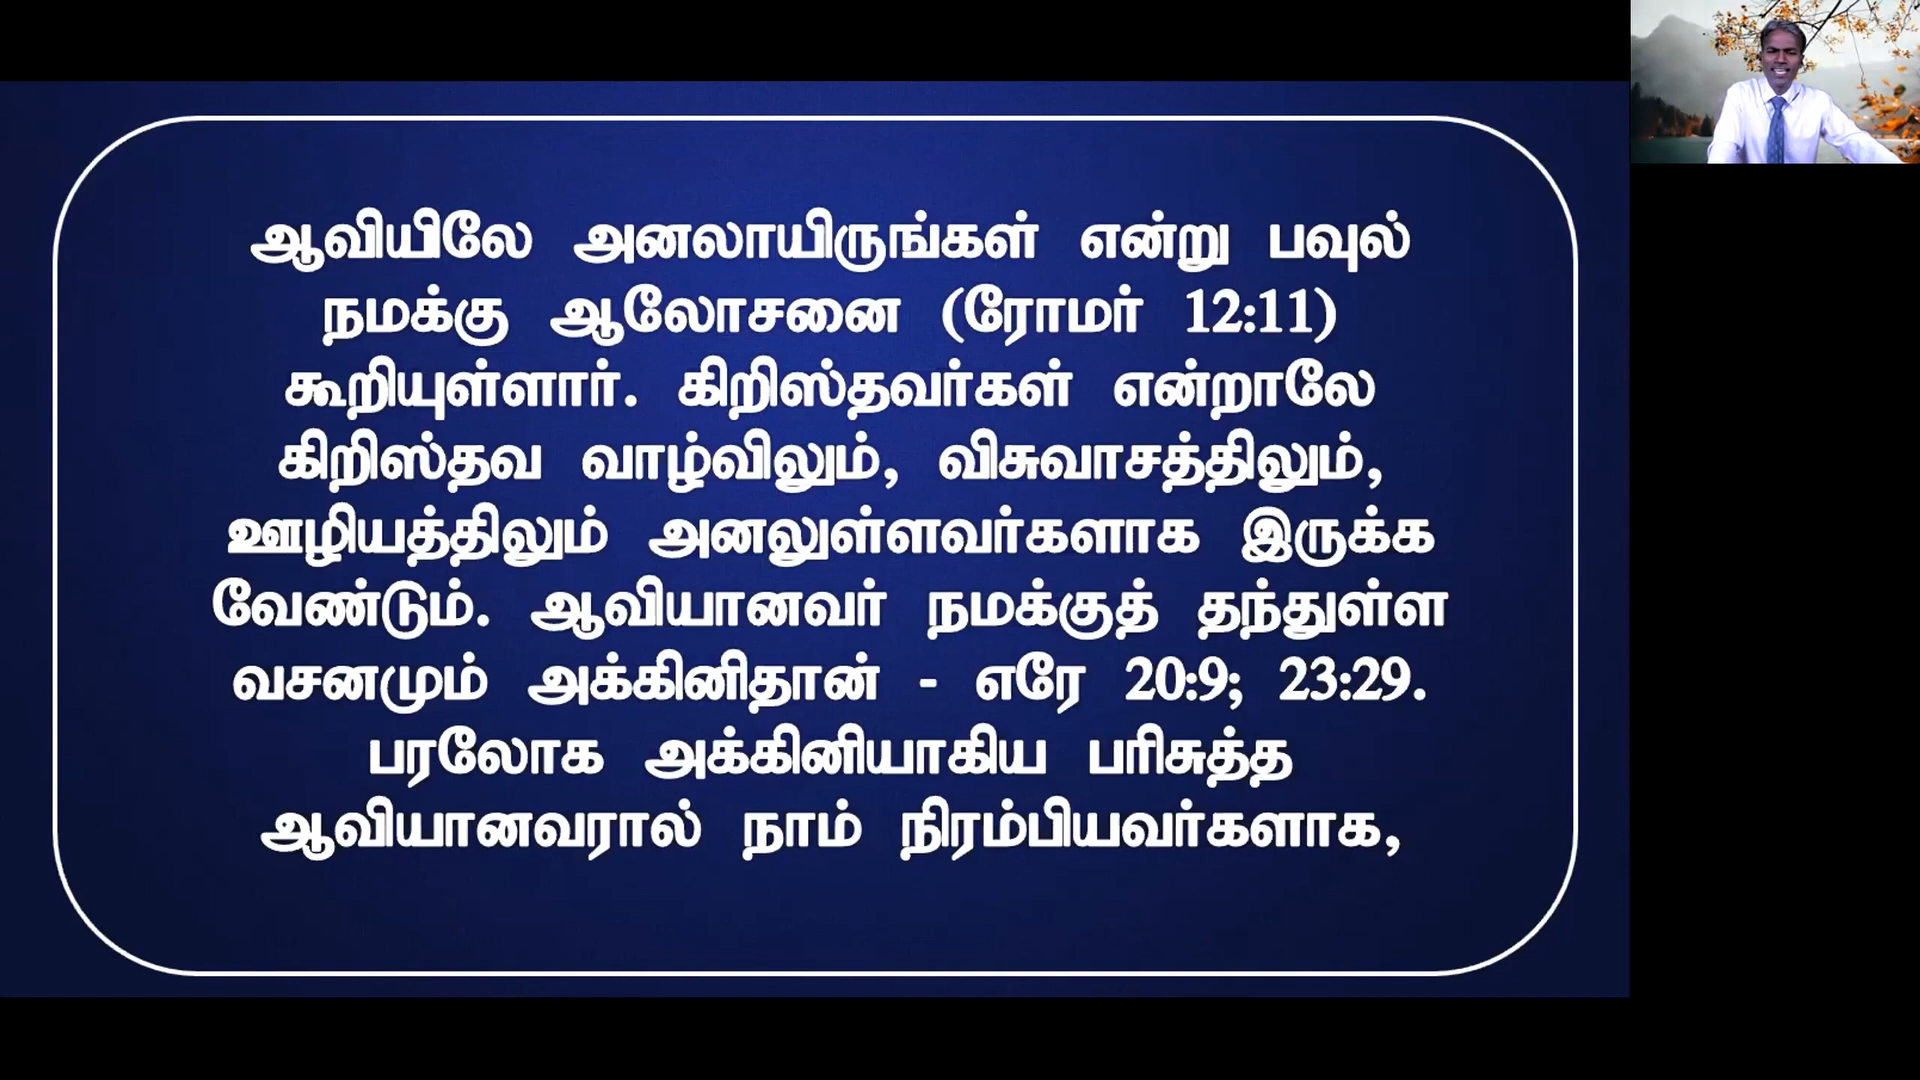 ஆவியிலே அனலாயிருங்கள் என்று பவுல்
நமக்கு ஆலோசனை (ரோமர் 12:11)
கூறியுள்ளார். கிறிஸ்தவர்கள் என்றாலே
கிறிஸ்தவ வாழ்விலும், விசுவாசத்திலும்,
ஊழியத்திலும் அனலுள்ளவர்களாக இருக்க
வேண்டும். ஆவியானவர் நமக்குத் தந்துள்ள
வசனமும் அக்கினிதான் - எரே 20:9; 23:29.
பரலோக அக்கினியாகிய பரிசுத்த
ஆவியானவரால் நாம் நிரம்பியவர்களாக,